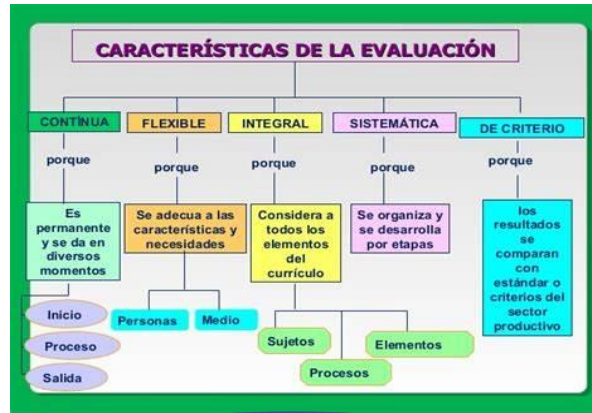 CARACTERÍSTICAS DE LA EVALUACIÓN
CONTÍNUA
FLEXIBLE
INTEGRAL
SISTEMÁTICA
DE CRITERIO
porque
porque
porque
porque
porque
Es
permanente
y se da en
diversos
momentos
Se adecua a las
características y
necesidades
Considera a
todos los
elementos
del
currículo
Se organiza y
se desarrolla
por etapas
los
resultados
se
comparan
con
estándar o
criterios del
sector
productivo
Inicio
Proceso
Salida
Personas
Medio
Sujetos
Procesos
Elementos